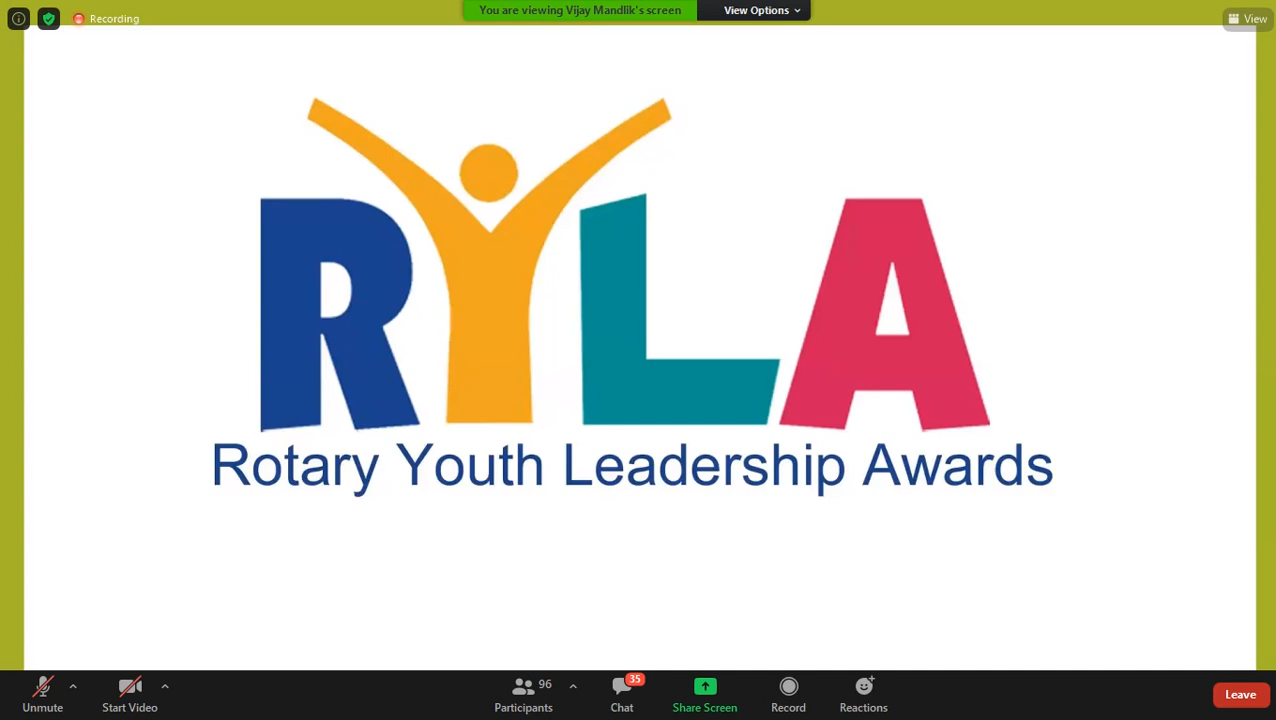 Recording
You are viewing Vijay Mandlik's screen
View Options
View
RYLA
Rotary Youth Leadership Awards
Unmute
Start Video
96
Participants
35
Chat
Share Screen
Record
Reactions
Leave